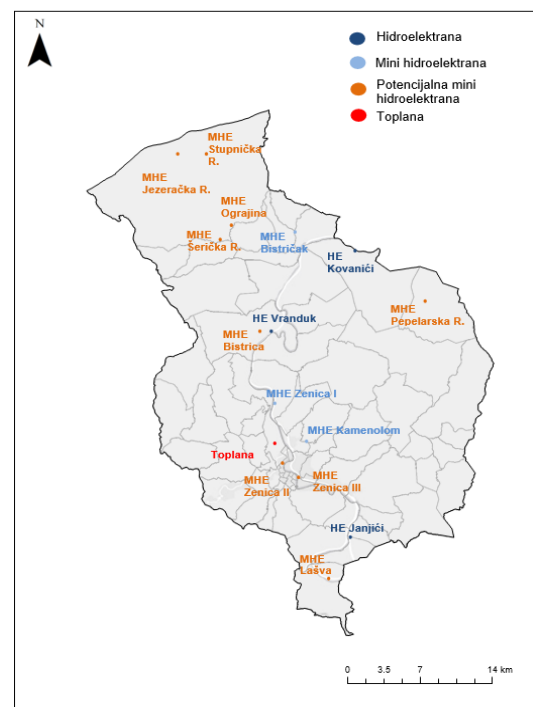 N
Hidroelektrana
Mini hidroelektrana
Potencijalna mini
hidroelektrana
Toplana
MHE
Stupnička
R.
MHE
Jezeračka R.
MHE
Ograjina
MHE
Šerička R.
MHE
Bistričak
HE
Kovanići
MHE
Pepelarska R.
HE Vranduk
MHE
Bistrica
MHE Zenica I
MHE Kamenolom
Toplana
MHE
Zenica II
MHE
Zenica III
HE Janjići
MHE
Lašva
0 3.5 7 14 km